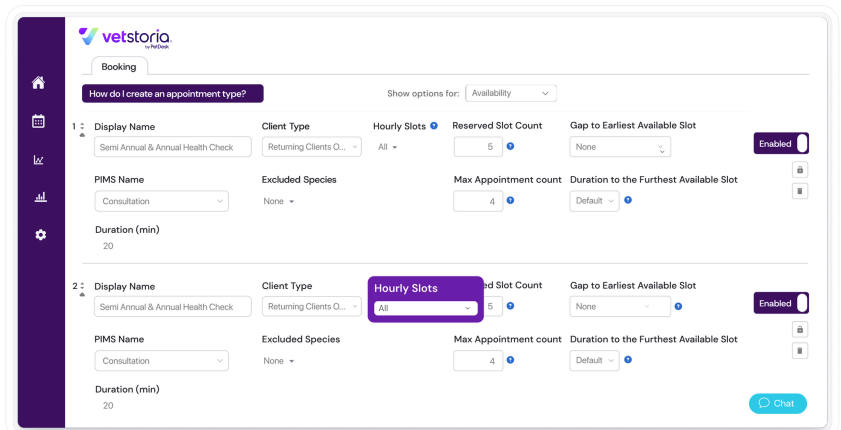 vetstoria
by PetDesk
Booking
How do I create an appointment type?
Show options for: Availability
1 Display Name Client Type Hourly Slots ? Reserved Slot Count Gap to Earliest Available Slot
Semi Annual & Annual Health Check Returning Clients O... All 5 ? None Enabled
PIMS Name Excluded Species Max Appointment count Duration to the Furthest Available Slot
Consultation None 4 ? Default ?
Duration (min)
20
2 Display Name Client Type Hourly Slots ed Slot Count Gap to Earliest Available Slot
Semi Annual & Annual Health Check Returning Clients O... All 5 ? None ? Enabled
PIMS Name Excluded Species Max Appointment count Duration to the Furthest Available Slot
Consultation None 4 ? Default ?
Duration (min)
20
Chat